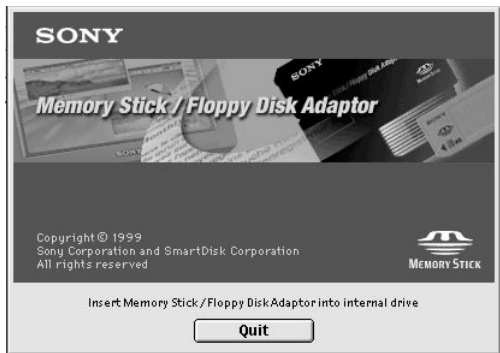 SONY
Memory Stick / Floppy Disk Adaptor
Copyright © 1999
Sony Corporation and SmartDisk Corporation
All rights reserved
MEMORY STICK
Insert Memory Stick/Floppy Disk Adaptor into internal drive
Quit